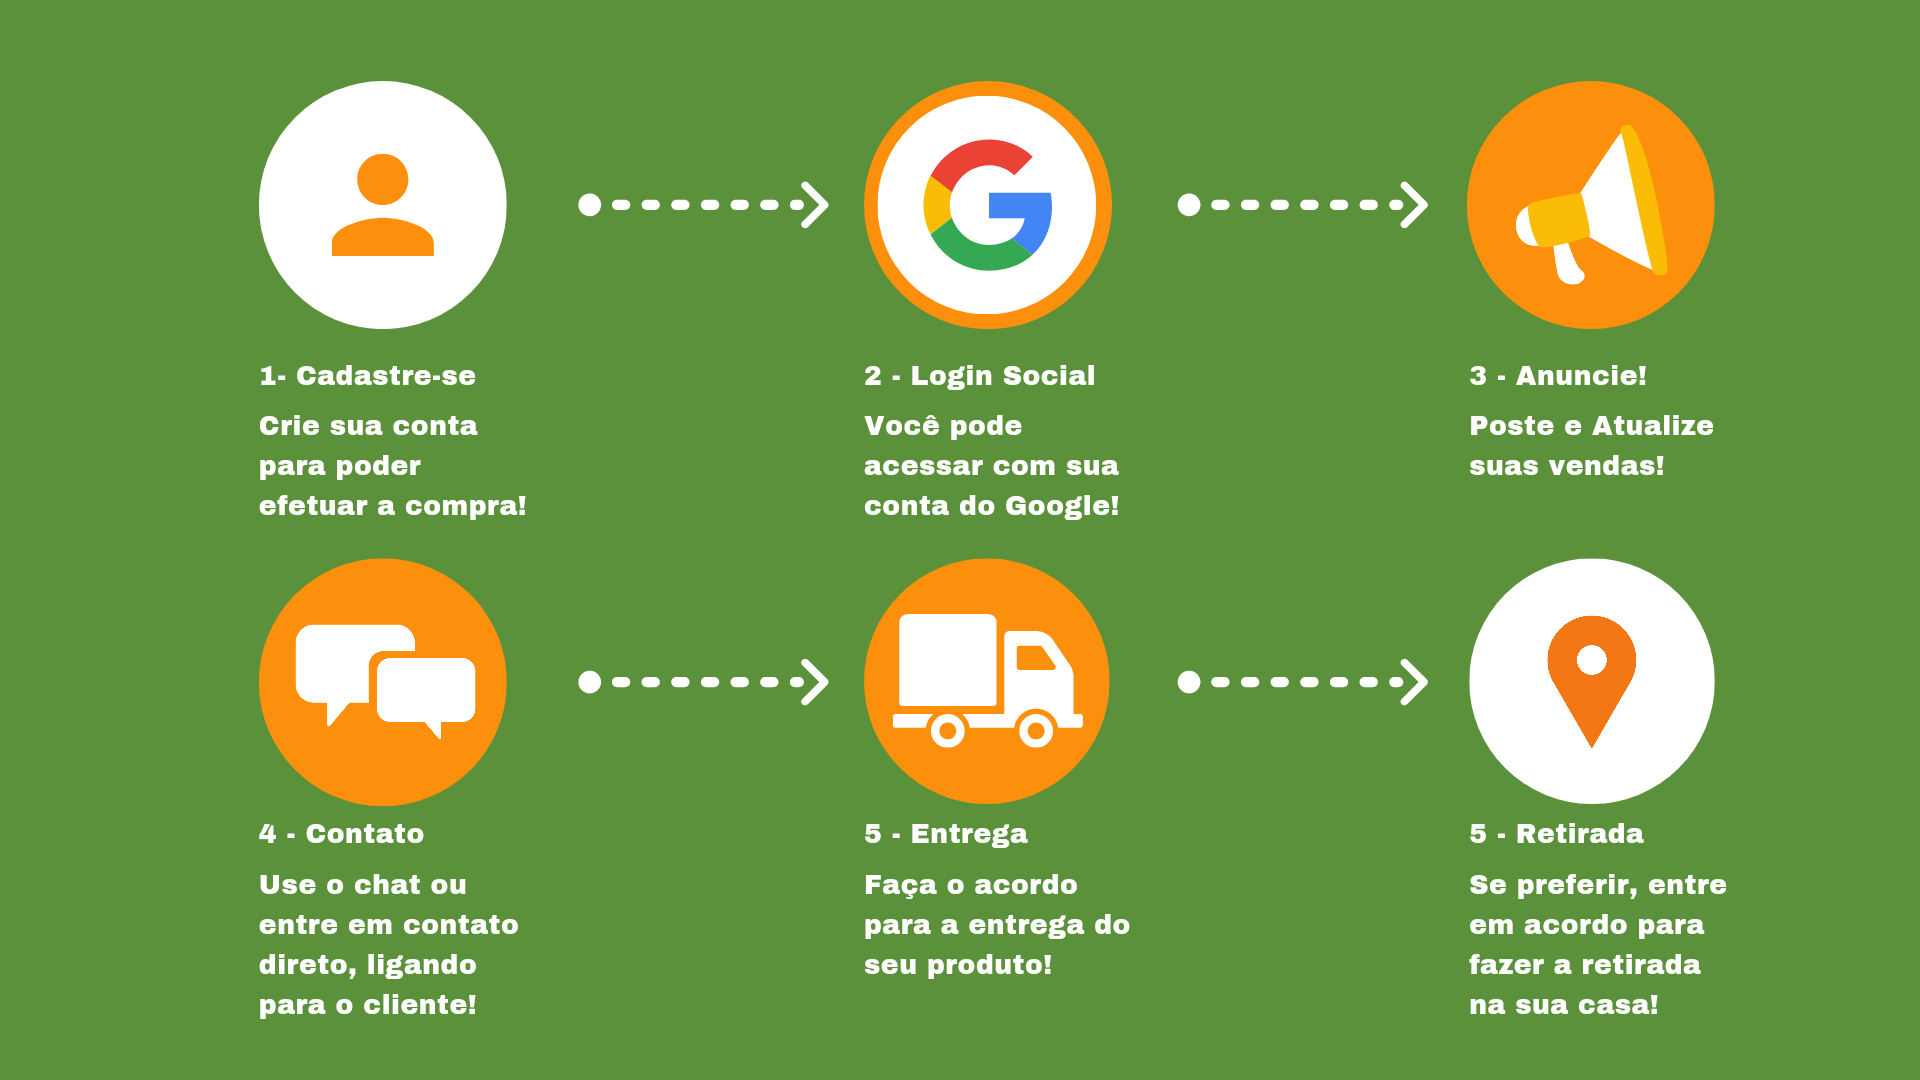 1- Cadastre-se
Crie sua conta
para poder
efetuar a compra!
2 - Login Social
Você pode
acessar com sua
conta do Google!
3 - Anuncie!
Poste e Atualize
suas vendas!
4 - Contato
Use o chat ou
entre em contato
direto, ligando
para o cliente!
5 - Entrega
Faça o acordo
para a entrega do
seu produto!
5 - Retirada
Se preferir, entre
em acordo para
fazer a retirada
na sua casa!